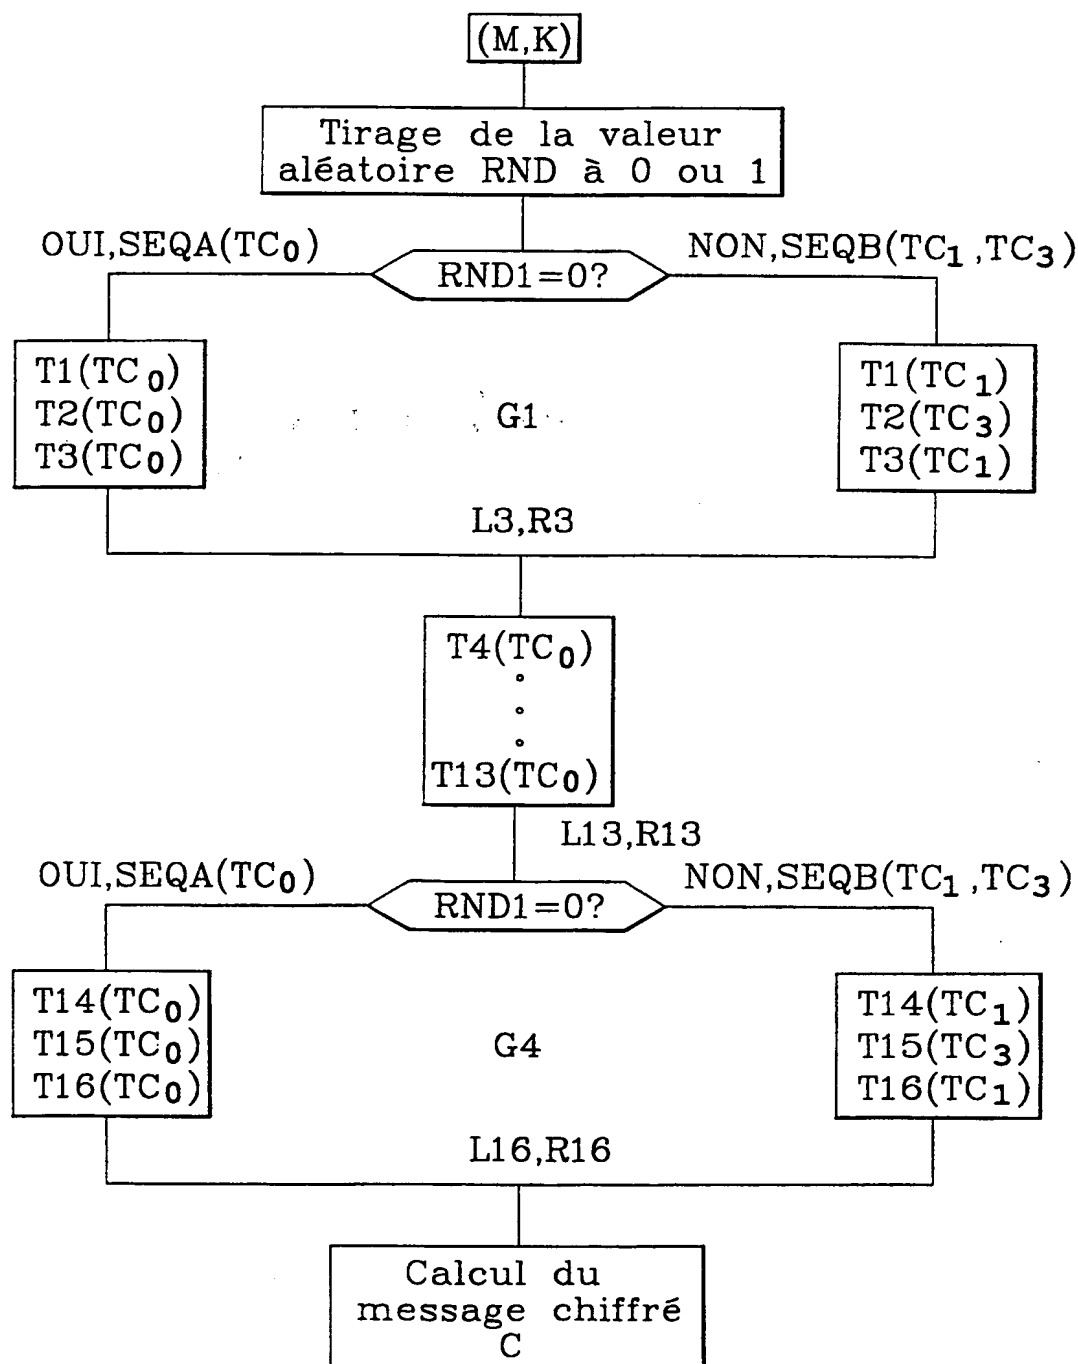 (M,K)
Tirage de la valeur
aléatoire RND à 0 ou 1
OUI,SEQA(TC0)
NON,SEQB(TC1,TC3)
RND1=0?
T1(TC0)
T2(TC0)
T3(TC0)
G1
T1(TC1)
T2(TC3)
T3(TC1)
L3,R3
T4(TC0)
T13(TC0)
L13,R13
OUI,SEQA(TC0)
NON,SEQB(TC1,TC3)
RND1=0?
T14(TC0)
T15(TC0)
T16(TC0)
G4
T14(TC1)
T15(TC3)
T16(TC1)
L16,R16
Calcul du
message chiffré
C